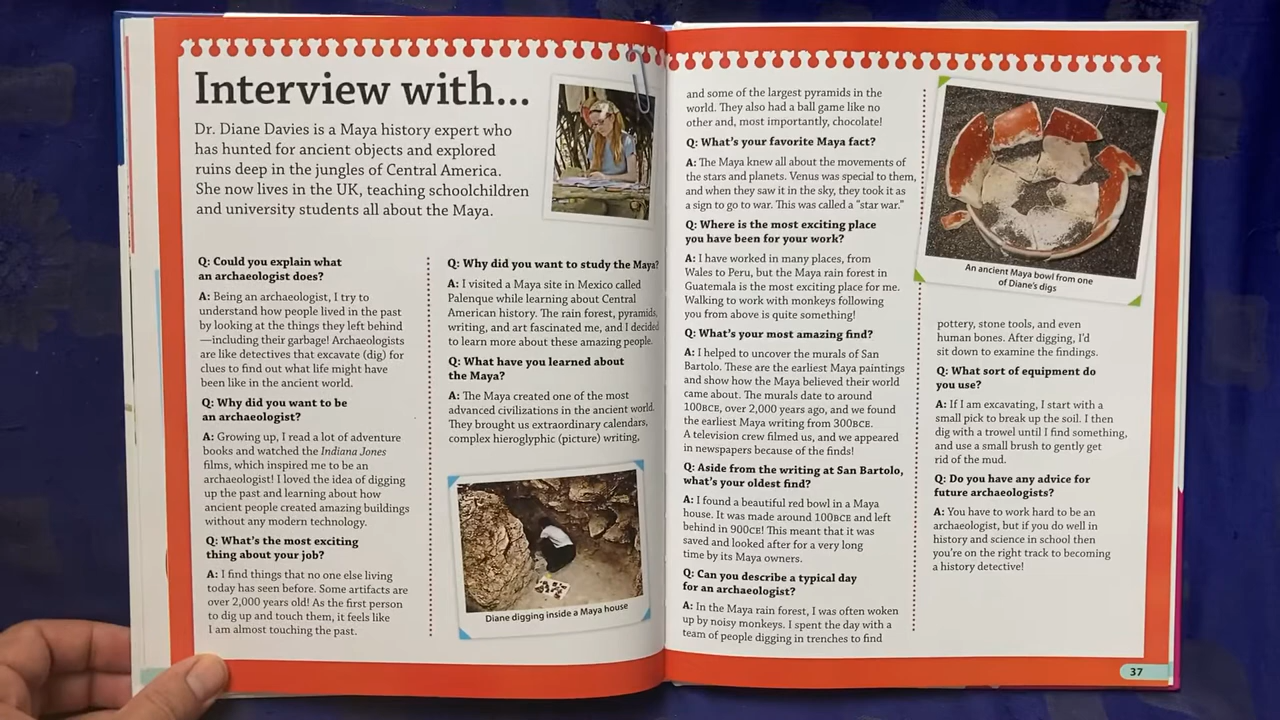 Interview with...
Dr. Diane Davies is a Maya history expert who
has hunted for ancient objects and explored
ruins deep in the jungles of Central America.
She now lives in the UK, teaching schoolchildren
and university students all about the Maya.
Q: Could you explain what
an archaeologist does?
A: Being an archaeologist, I try to
understand how people lived in the past
by looking at the things they left behind
—including their garbage! Archaeologists
are like detectives that excavate (dig) for
clues to find out what life might have
been like in the ancient world.
Q: Why did you want to be
an archaeologist?
A: Growing up, I read a lot of adventure
books and watched the Indiana Jones
films, which inspired me to be an
archaeologist! I loved the idea of digging
up the past and learning about how
ancient people created amazing buildings
without any modern technology.
Q: What's the most exciting
thing about your job?
A: I find things that no one else living
today has seen before. Some artifacts are
over 2,000 years old! As the first person
to dig up and touch them, it feels like
I am almost touching the past.
Q: Why did you want to study the Maya?
A: I visited a Maya site in Mexico called
Palenque while learning about Central
American history. The rain forest, pyramids,
writing, and art fascinated me, and I decided
to learn more about these amazing people.
Q: What have you learned about
the Maya?
A: The Maya created one of the most
advanced civilizations in the ancient world.
They brought us extraordinary calendars,
complex hieroglyphic (picture) writing,
Diane digging inside a Maya house
and some of the largest pyramids in the
world. They also had a ball game like no
other and, most importantly, chocolate!
Q: What's your favorite Maya fact?
A: The Maya knew all about the movements of
the stars and planets. Venus was special to them,
and when they saw it in the sky, they took it as
a sign to go to war. This was called a "star war."
Q: Where is the most exciting place
you have been for your work?
A: I have worked in many places, from
Wales to Peru, but the Maya rain forest in
Guatemala is the most exciting place for me.
Walking to work with monkeys following
you from above is quite something!
Q: What's your most amazing find?
A: I helped to uncover the murals of San
Bartolo. These are the earliest Maya paintings
and show how the Maya believed their world
came about. The murals date to around
100BCE, over 2,000 years ago, and we found
the earliest Maya writing from 300BCE.
A television crew filmed us, and we appeared
in newspapers because of the finds!
Q: Aside from the writing at San Bartolo,
what's your oldest find?
A: I found a beautiful red bowl in a Maya
house. It was made around 100BCE and left
behind in 900CE! This meant that it was
saved and looked after for a very long
time by its Maya owners.
Q: Can you describe a typical day
for an archaeologist?
A: In the Maya rain forest, I was often woken
up by noisy monkeys. I spent the day with a
team of people digging in trenches to find
An ancient Maya bowl from one
of Diane's digs
pottery, stone tools, and even
human bones. After digging, I'd
sit down to examine the findings.
Q: What sort of equipment do
you use?
A: If I am excavating, I start with a
small pick to break up the soil. I then
dig with a trowel until I find something,
and use a small brush to gently get
rid of the mud.
Q: Do you have any advice for
future archaeologists?
A: You have to work hard to be an
archaeologist, but if you do well in
history and science in school then
you're on the right track to becoming
a history detective!
37